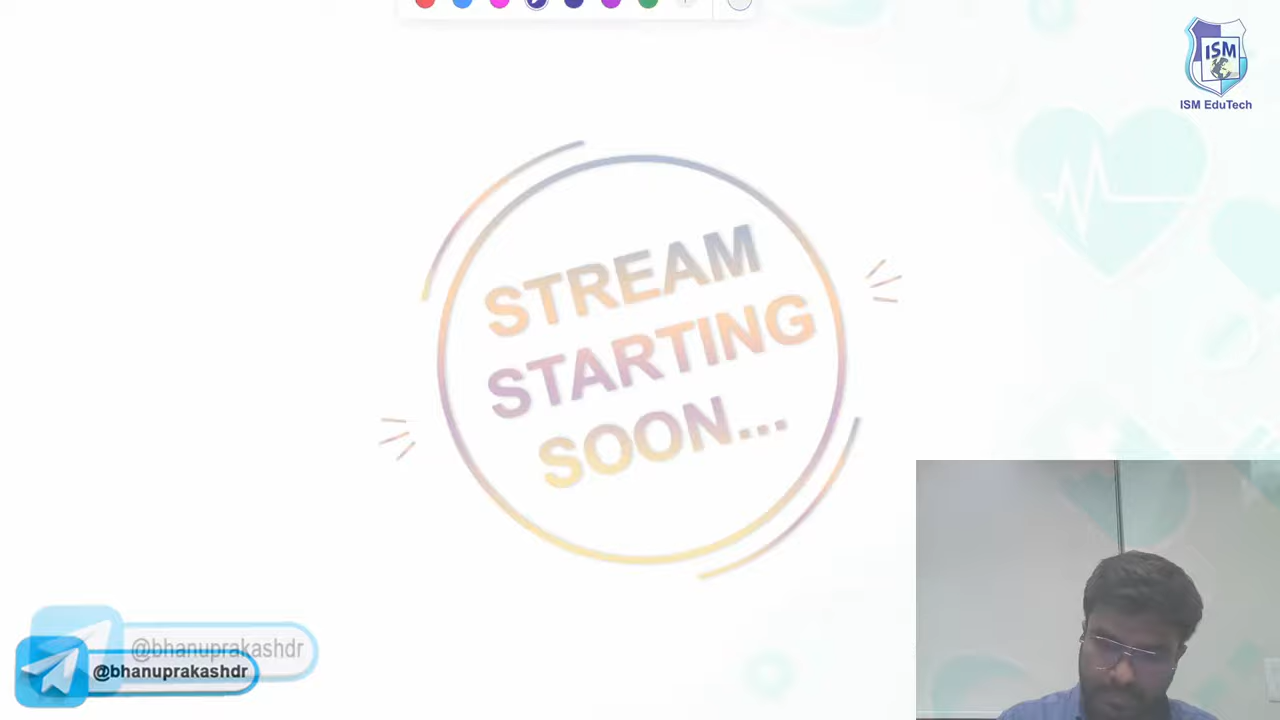 ISM
ISM EduTech
STREAM
STARTING
SOON...
@bhanuprakashdr
@bhanuprakashdr